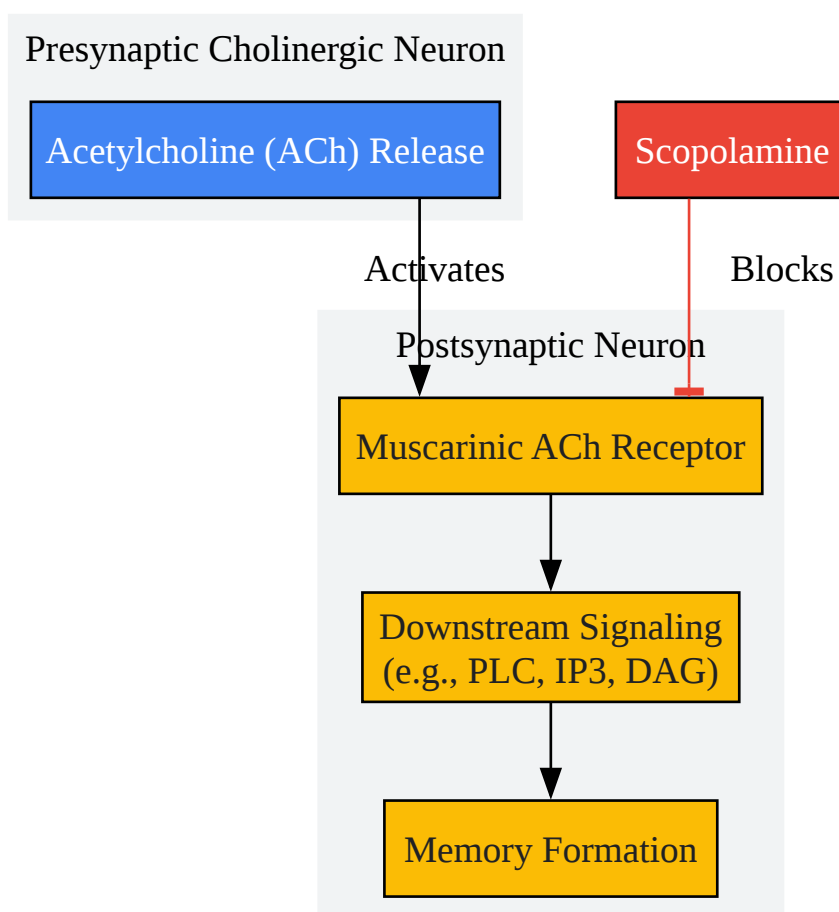 Presynaptic Cholinergic Neuron
Acetylcholine (ACh) Release
Scopolamine
Activates
Blocks
Postsynaptic Neuron
Muscarinic ACh Receptor
Downstream Signaling
(e.g., PLC, IP3, DAG)
Memory Formation